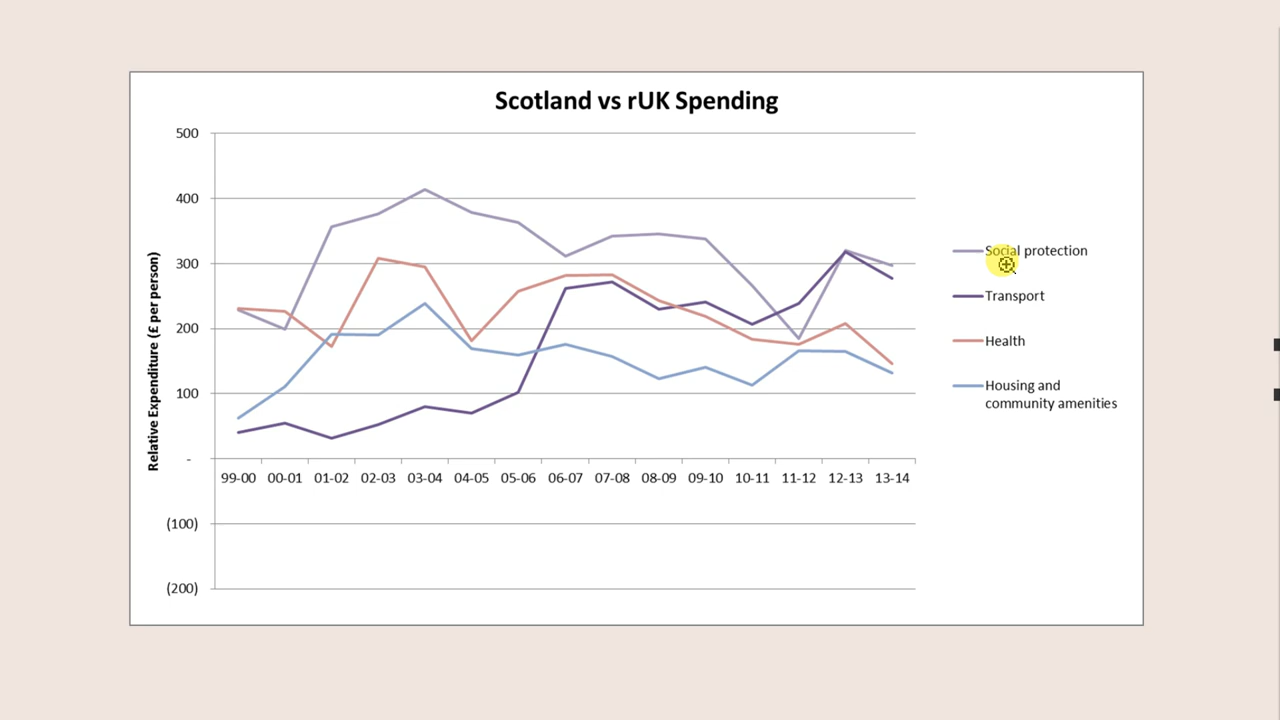 Scotland vs rUK Spending
Relative Expenditure (£ per person)
500
400
300
200
100
-
(100)
(200)
99-00 00-01 01-02 02-03 03-04 04-05 05-06 06-07 07-08 08-09 09-10 10-11 11-12 12-13 13-14
Social protection
Transport
Health
Housing and
community amenities